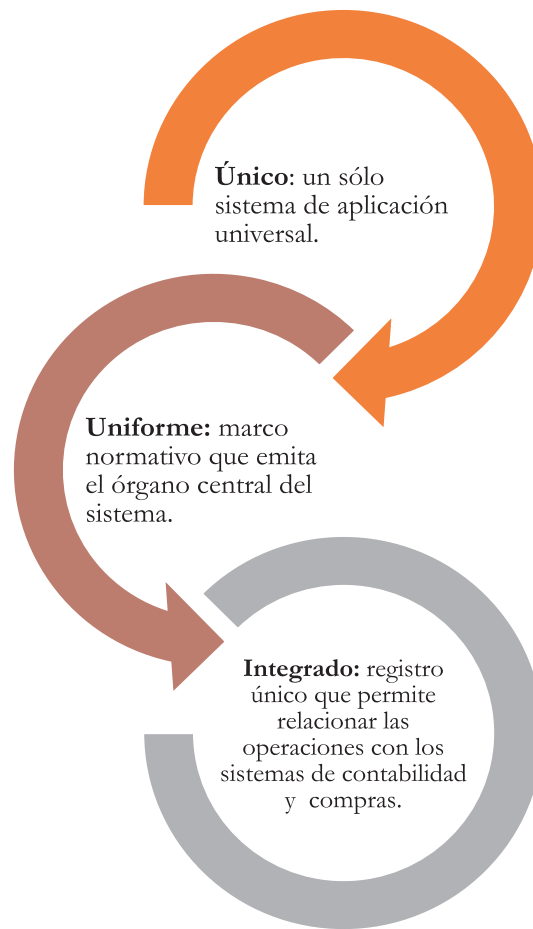 Único: un sólo
sistema de aplicación
universal.
Uniforme: marco
normativo que emita
el órgano central del
sistema.
Integrado: registro
único que permite
relacionar las
operaciones con los
sistemas de contabilidad
y compras.